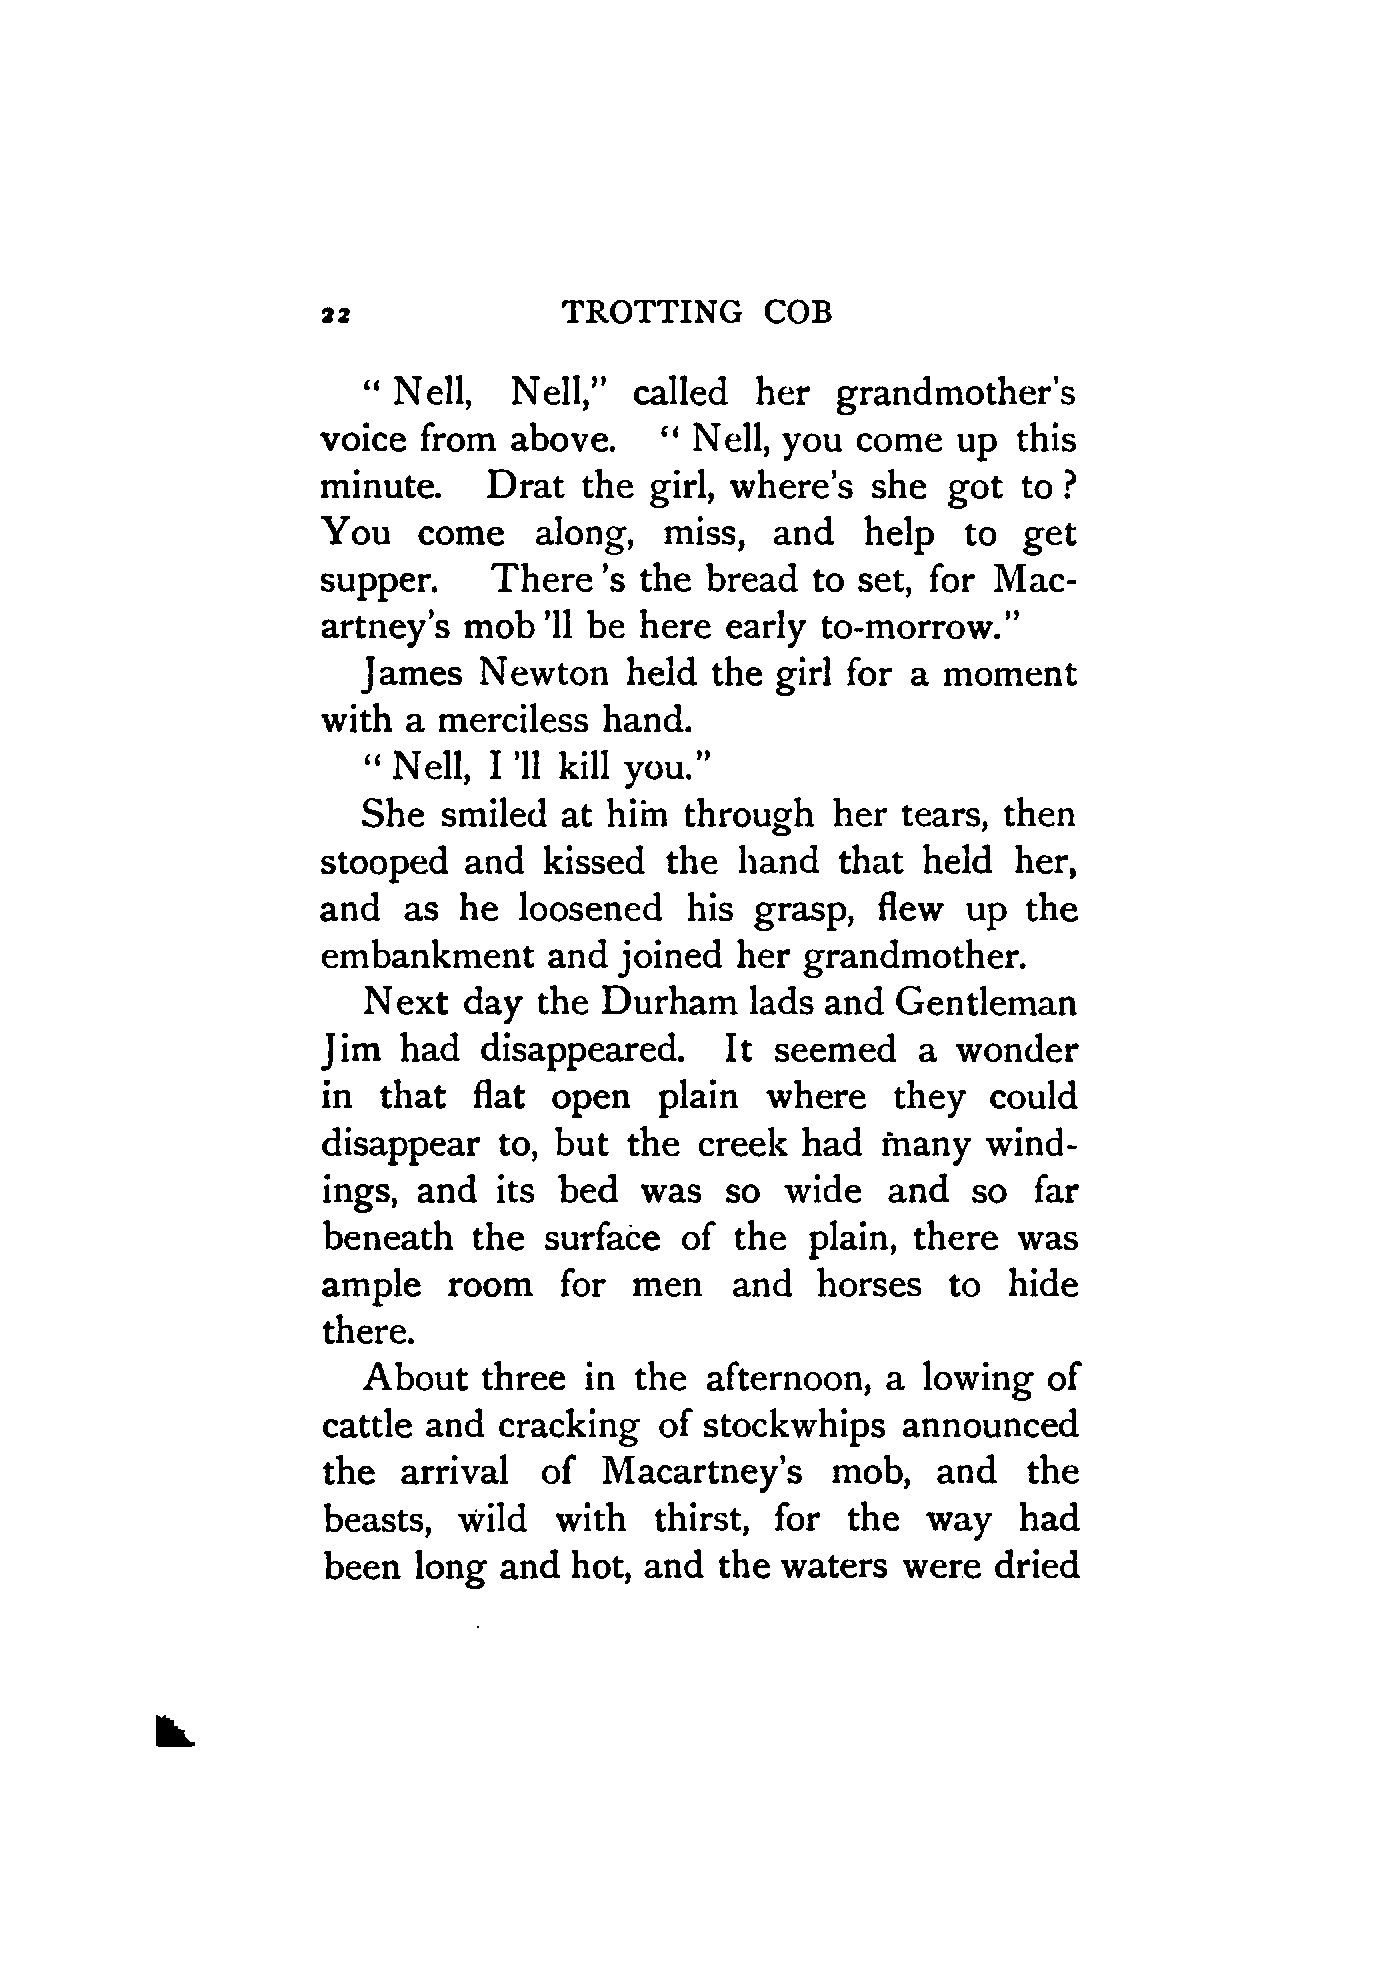 22 TROTTING COB
" Nell, Nell," called her grandmother's
voice from above. " Nell, you come up this
minute. Drat the girl, where's she got to ?
You come along, miss, and help to get
supper. There 's the bread to set, for Mac-
artney's mob 'll be here early to-morrow."
James Newton held the girl for a moment
with a merciless hand.
" Nell, I 'll kill you."
She smiled at him through her tears, then
stooped and kissed the hand that held her,
and as he loosened his grasp, flew up the
embankment and joined her grandmother.
Next day the Durham lads and Gentleman
Jim had disappeared. It seemed a wonder
in that flat open plain where they could
disappear to, but the creek had many wind-
ings, and its bed was so wide and so far
beneath the surface of the plain, there was
ample room for men and horses to hide
there.
About three in the afternoon, a lowing of
cattle and cracking of stockwhips announced
the arrival of Macartney's mob, and the
beasts, wild with thirst, for the way had
been long and hot, and the waters were dried